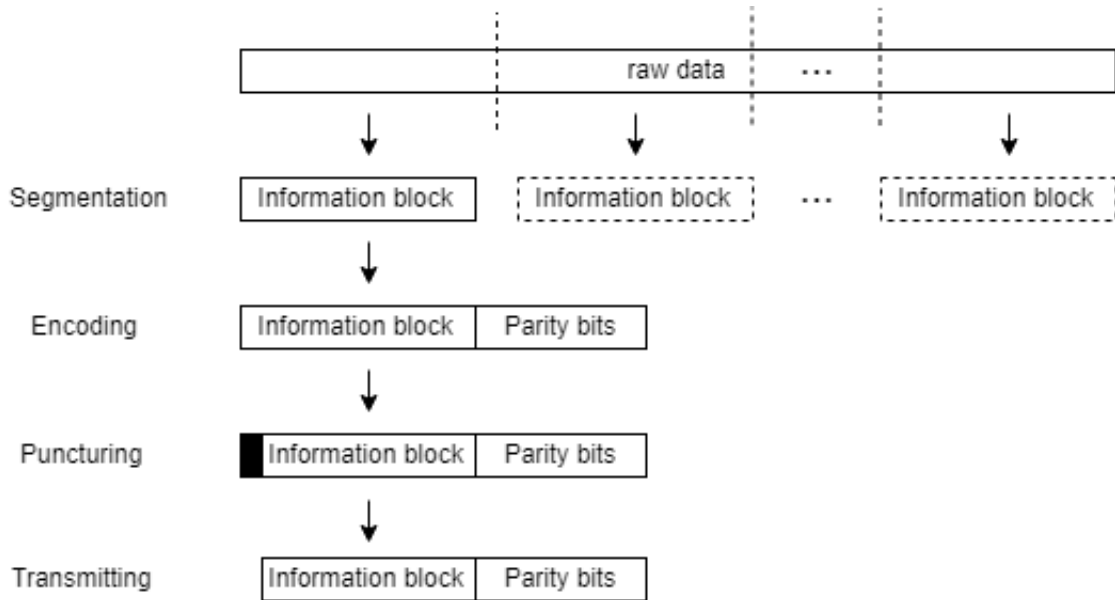 raw data ...
Segmentation Information block Information block ... Information block
Encoding Information block Parity bits
Puncturing Information block Parity bits
Transmitting Information block Parity bits